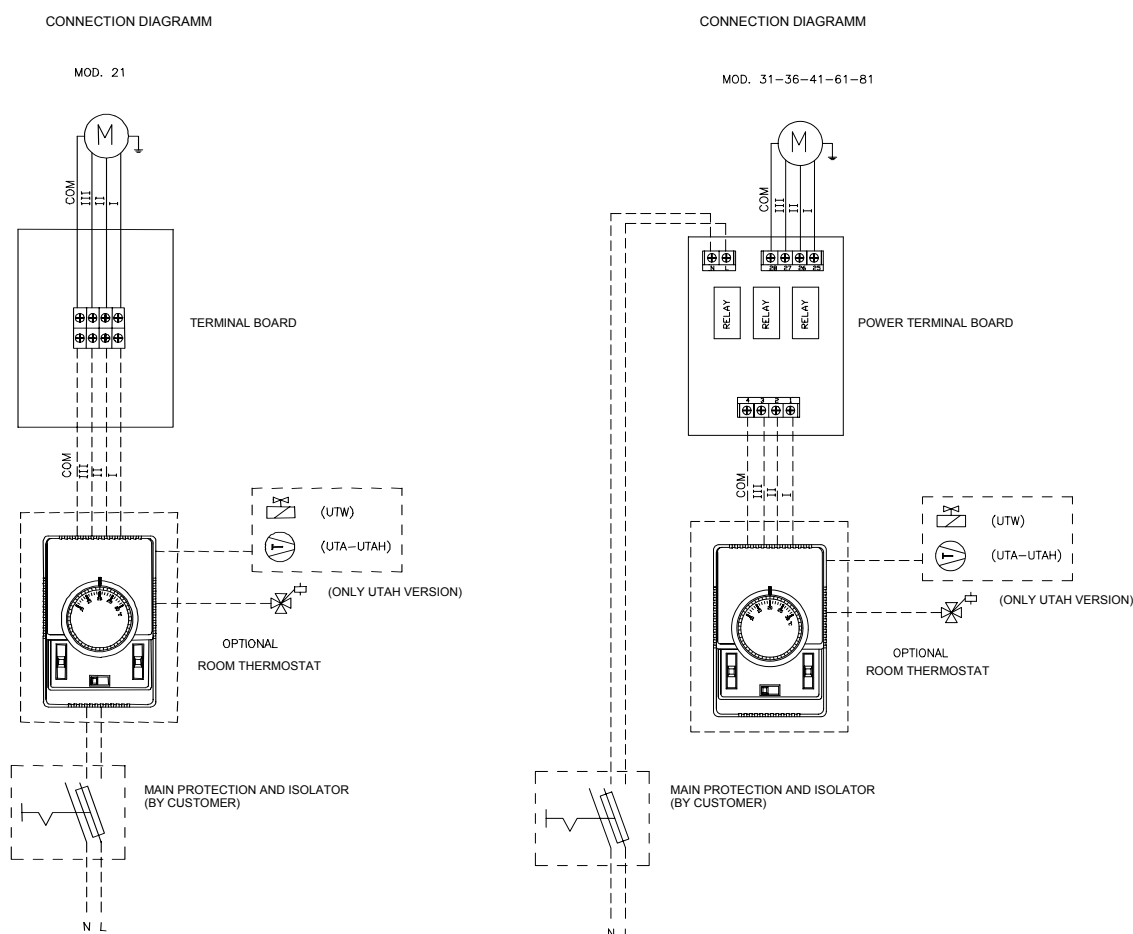 CONNECTION DIAGRAMM
MOD. 21
M
COM
III
II
I
TERMINAL BOARD
COM
III
II
I
(UTW)
T
(UTA-UTAH)
(ONLY UTAH VERSION)
OPTIONAL
ROOM THERMOSTAT
MAIN PROTECTION AND ISOLATOR
(BY CUSTOMER)
N L
CONNECTION DIAGRAMM
MOD. 31-36-41-61-81
M
COM
III
II
I
N L
28 27 26 25
RELAY
RELAY
RELAY
POWER TERMINAL BOARD
4 3 2 1
COM
III
II
I
(UTW)
T
(UTA-UTAH)
(ONLY UTAH VERSION)
OPTIONAL
ROOM THERMOSTAT
MAIN PROTECTION AND ISOLATOR
(BY CUSTOMER)
N L